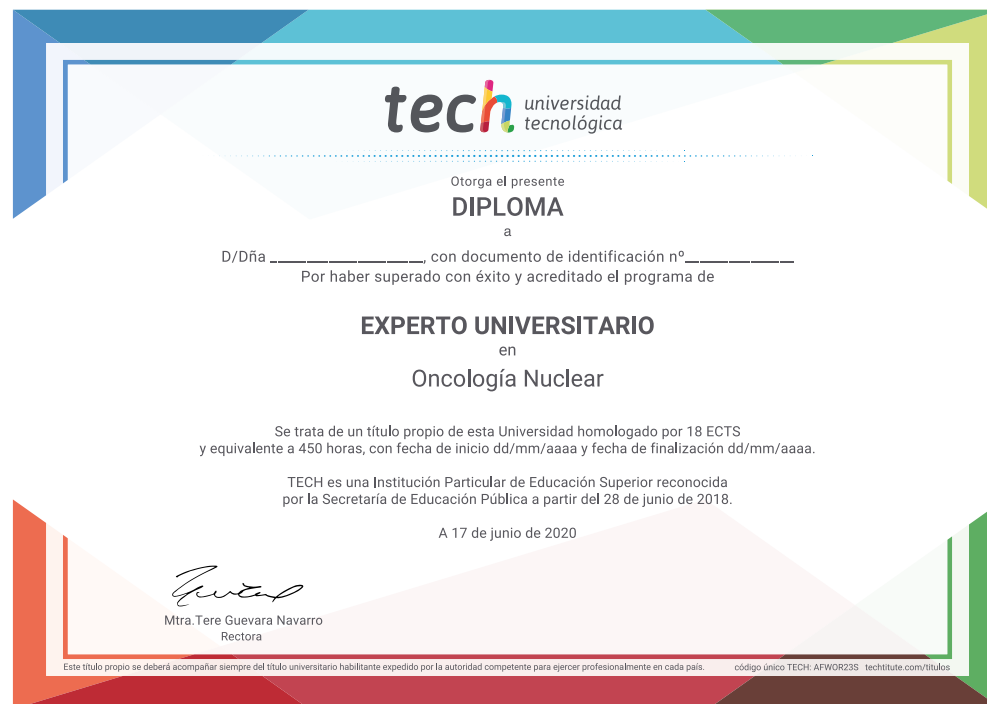 tech universidad
tecnológica
Otorga el presente
DIPLOMA
a
D/Dña ____________________, con documento de identificación nº______________
Por haber superado con éxito y acreditado el programa de
EXPERTO UNIVERSITARIO
en
Oncología Nuclear
Se trata de un título propio de esta Universidad homologado por 18 ECTS
y equivalente a 450 horas, con fecha de inicio dd/mm/aaaa y fecha de finalización dd/mm/aaaa.
TECH es una Institución Particular de Educación Superior reconocida
por la Secretaría de Educación Pública a partir del 28 de junio de 2018.
A 17 de junio de 2020
Mtra.Tere Guevara Navarro
Rectora
Este título propio se deberá acompañar siempre del título universitario habilitante expedido por la autoridad competente para ejercer profesionalmente en cada país. código único TECH: AFWOR23S techtitute.com/titulos